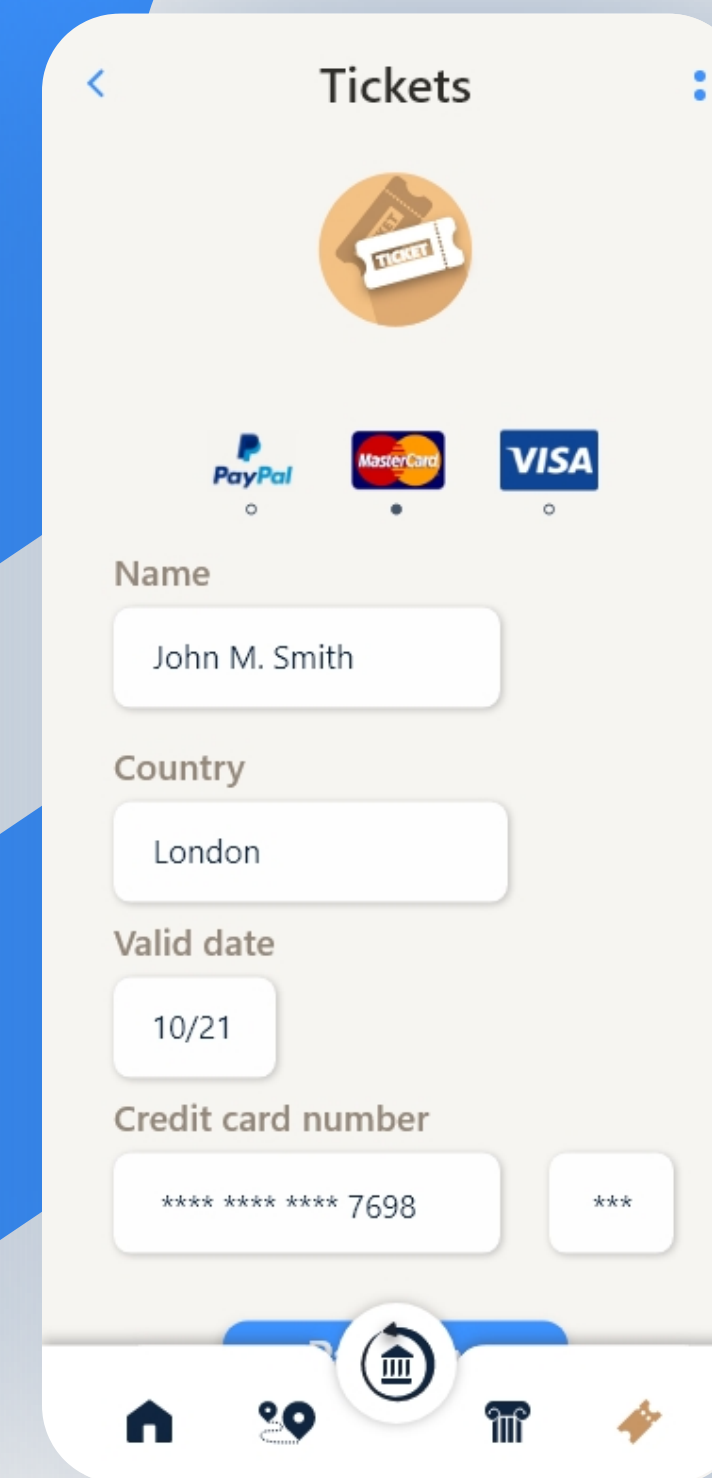 Tickets
TICKET
PayPal
MasterCard
VISA
Name
John M. Smith
Country
London
Valid date
10/21
Credit card number
**** **** **** 7698
***